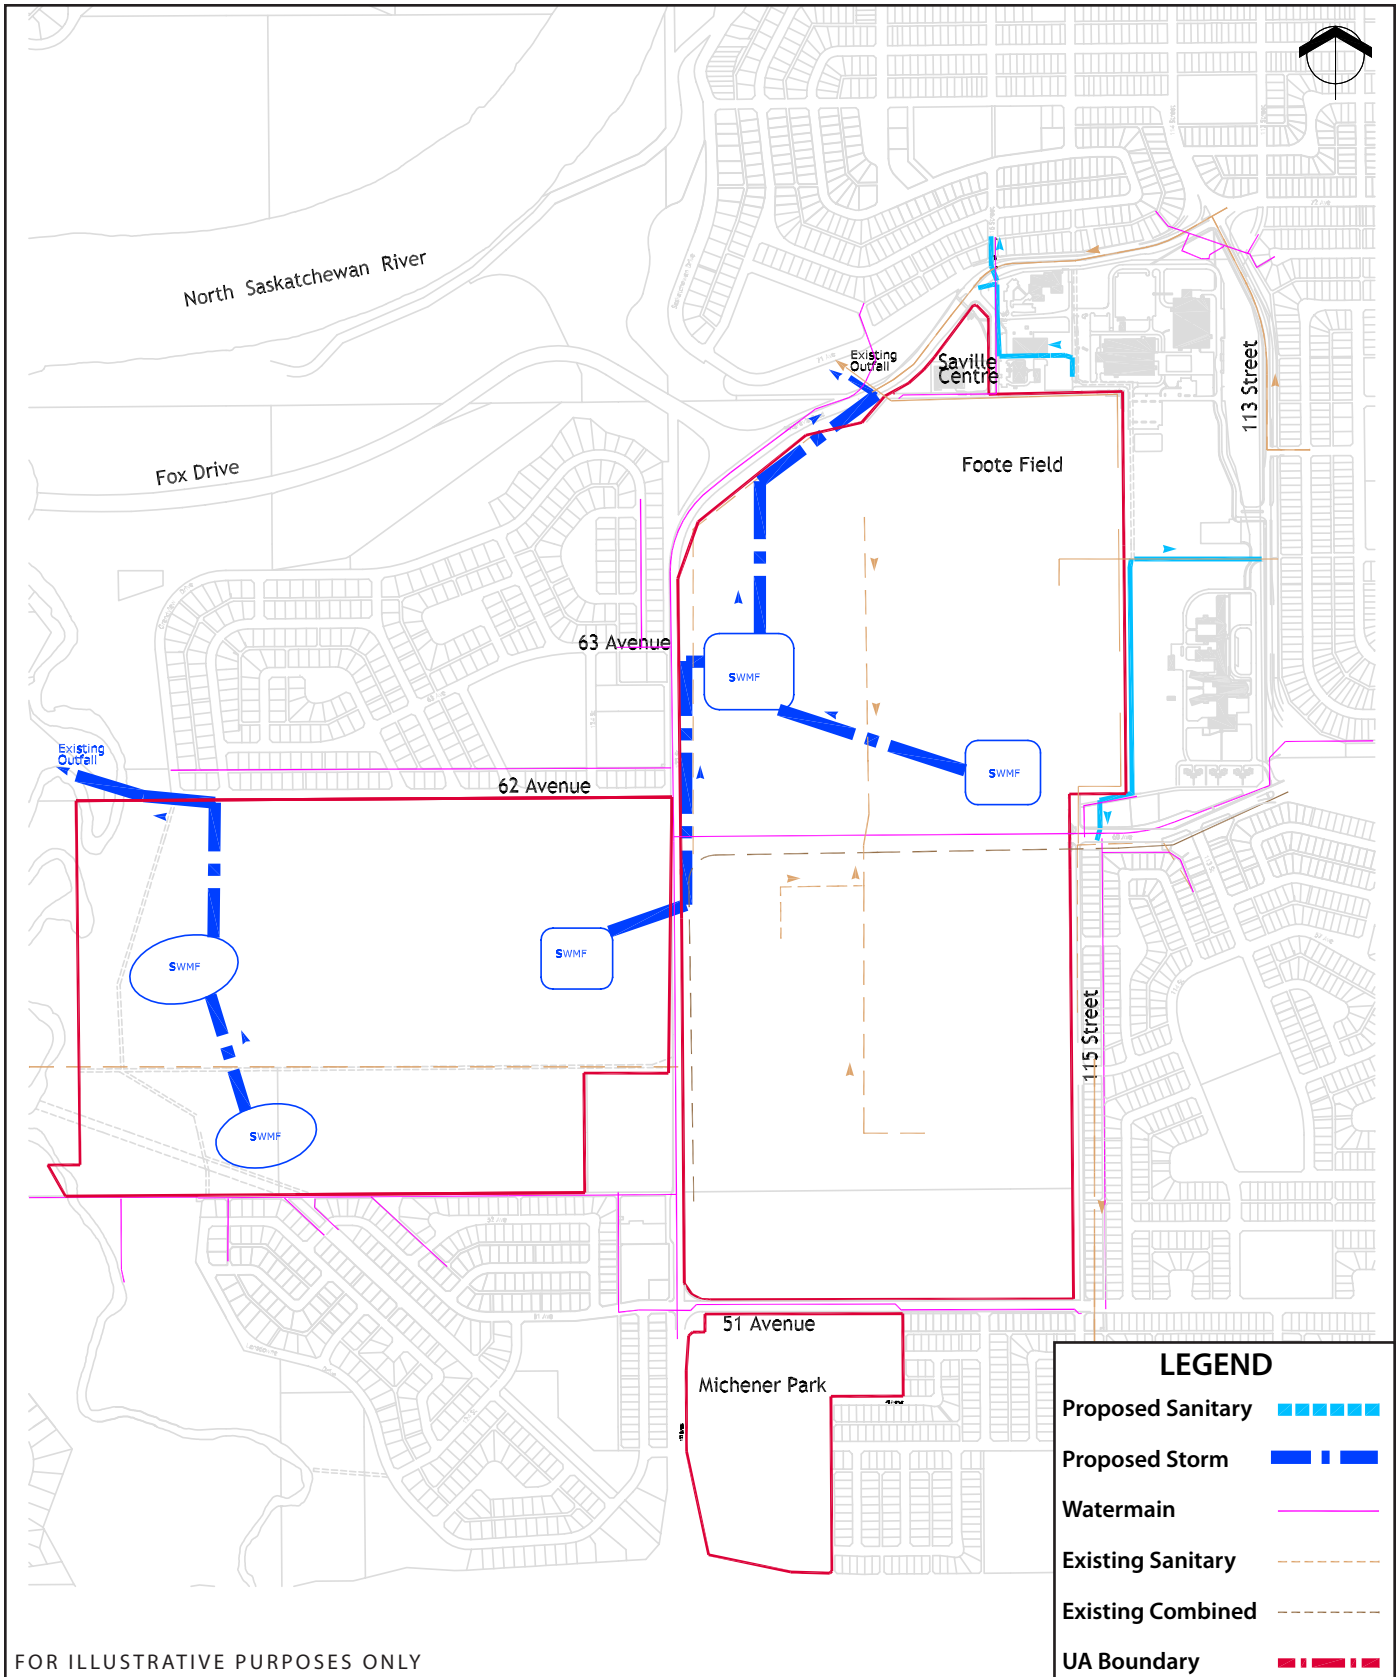 North Saskatchewan River
Existing
Outfall
Saville
Centre
113 Street
Fox Drive
Foote Field
63 Avenue
SWMF
SWMF
Existing
Outfall
62 Avenue
SWMF
SWMF
115 Street
SWMF
51 Avenue
Michener Park
LEGEND
Proposed Sanitary
Proposed Storm
Watermain
Existing Sanitary
Existing Combined
UA Boundary
FOR ILLUSTRATIVE PURPOSES ONLY